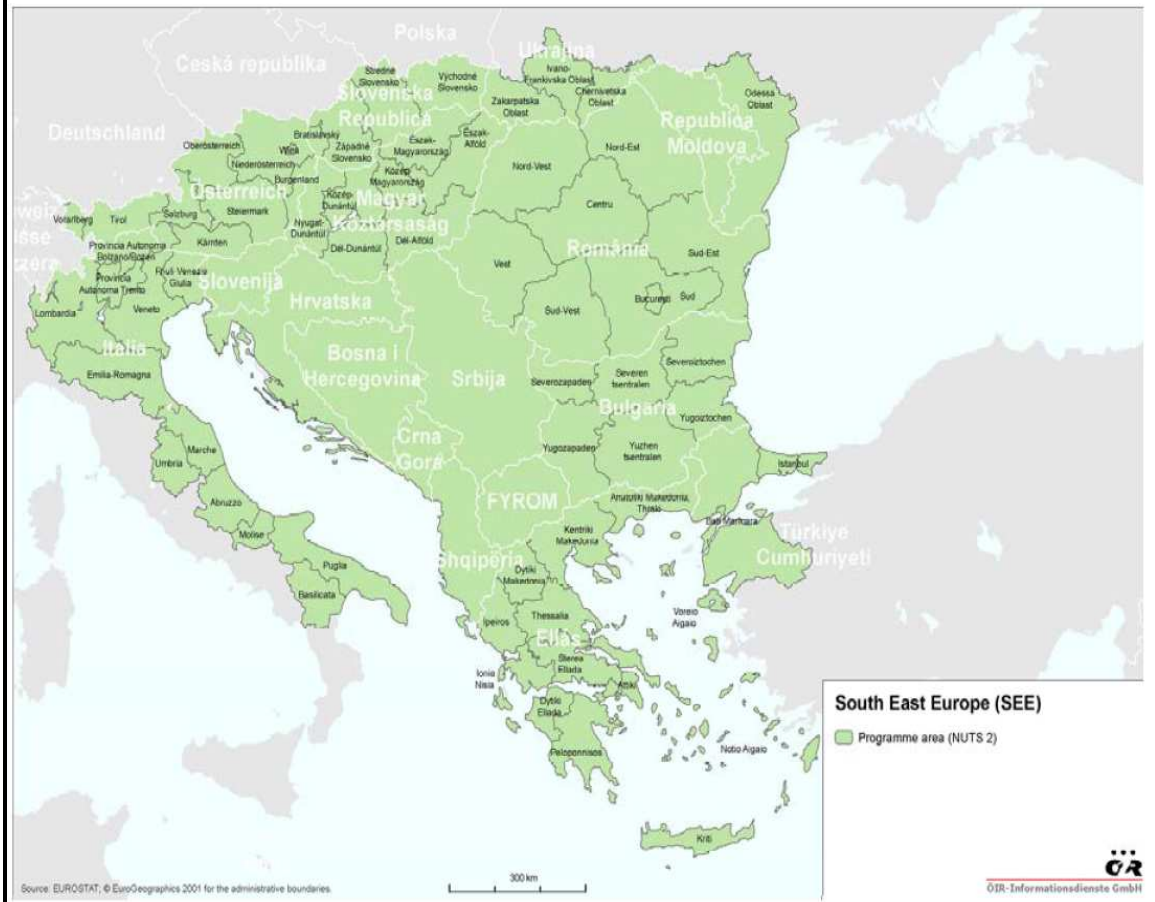 Polska
Ukraina
Česká republika
Ivano-
Frankivska Oblast
Stredné
Slovensko
Východné
Slovensko
Chernivetska
Oblast
Odessa
Oblast
Slovenská
Republica
Zakarpatska
Oblast
Republica
Moldova
Deutschland
Bratislavský
Oberösterreich
Wien
Západné
Slovensko
Észak-
Magyarország
Észak-
Alföld
Nord-Vest
Nord-Est
Niederösterreich
Burgenland
Közép-
Magyarország
Österreich
Közép-
Dunántúl
Magyar
Köztársaság
Centru
Vorarlberg
Tirol
Salzburg
Steiermark
Nyugat-
Dunántúl
Kärnten
Dél-Dunántúl
Dél-Alföld
România
Sud-Est
Provincia Autonoma
Bolzano/Bozen
Vest
Provincia
Autonoma Trento
Friuli-Venezia
Giulia
Slovenija
Hrvatska
Bucureşti
Sud
Lombardia
Veneto
Sud-Vest
Italia
Bosna i
Hercegovina
Srbija
Severoiztochen
Emilia-Romagna
Severozapaden
Severen
tsentralen
Bulgaria
Yugoiztochen
Crna
Gora
Marche
Umbria
Yugozapaden
Yuzhen
tsentralen
Istanbul
Abruzzo
FYROM
Anatoliki Makedonia,
Thraki
Molise
Kentriki
Makedonia
Bati Marmara
Türkiye
Cumhuriyeti
Puglia
Shqipëria
Dytiki
Makedonia
Basilicata
Ipeiros
Thessalia
Voreio
Aigaio
Ellas
Ionia
Nisia
Sterea
Ellada
Attiki
Dytiki
Ellada
Peloponnisos
Notio Aigaio
Kriti
South East Europe (SEE)
Programme area (NUTS 2)
300 km
Source: EUROSTAT, © EuroGeographics 2001 for the administrative boundaries.
ÖIR
ÖIR-Informationsdienste GmbH